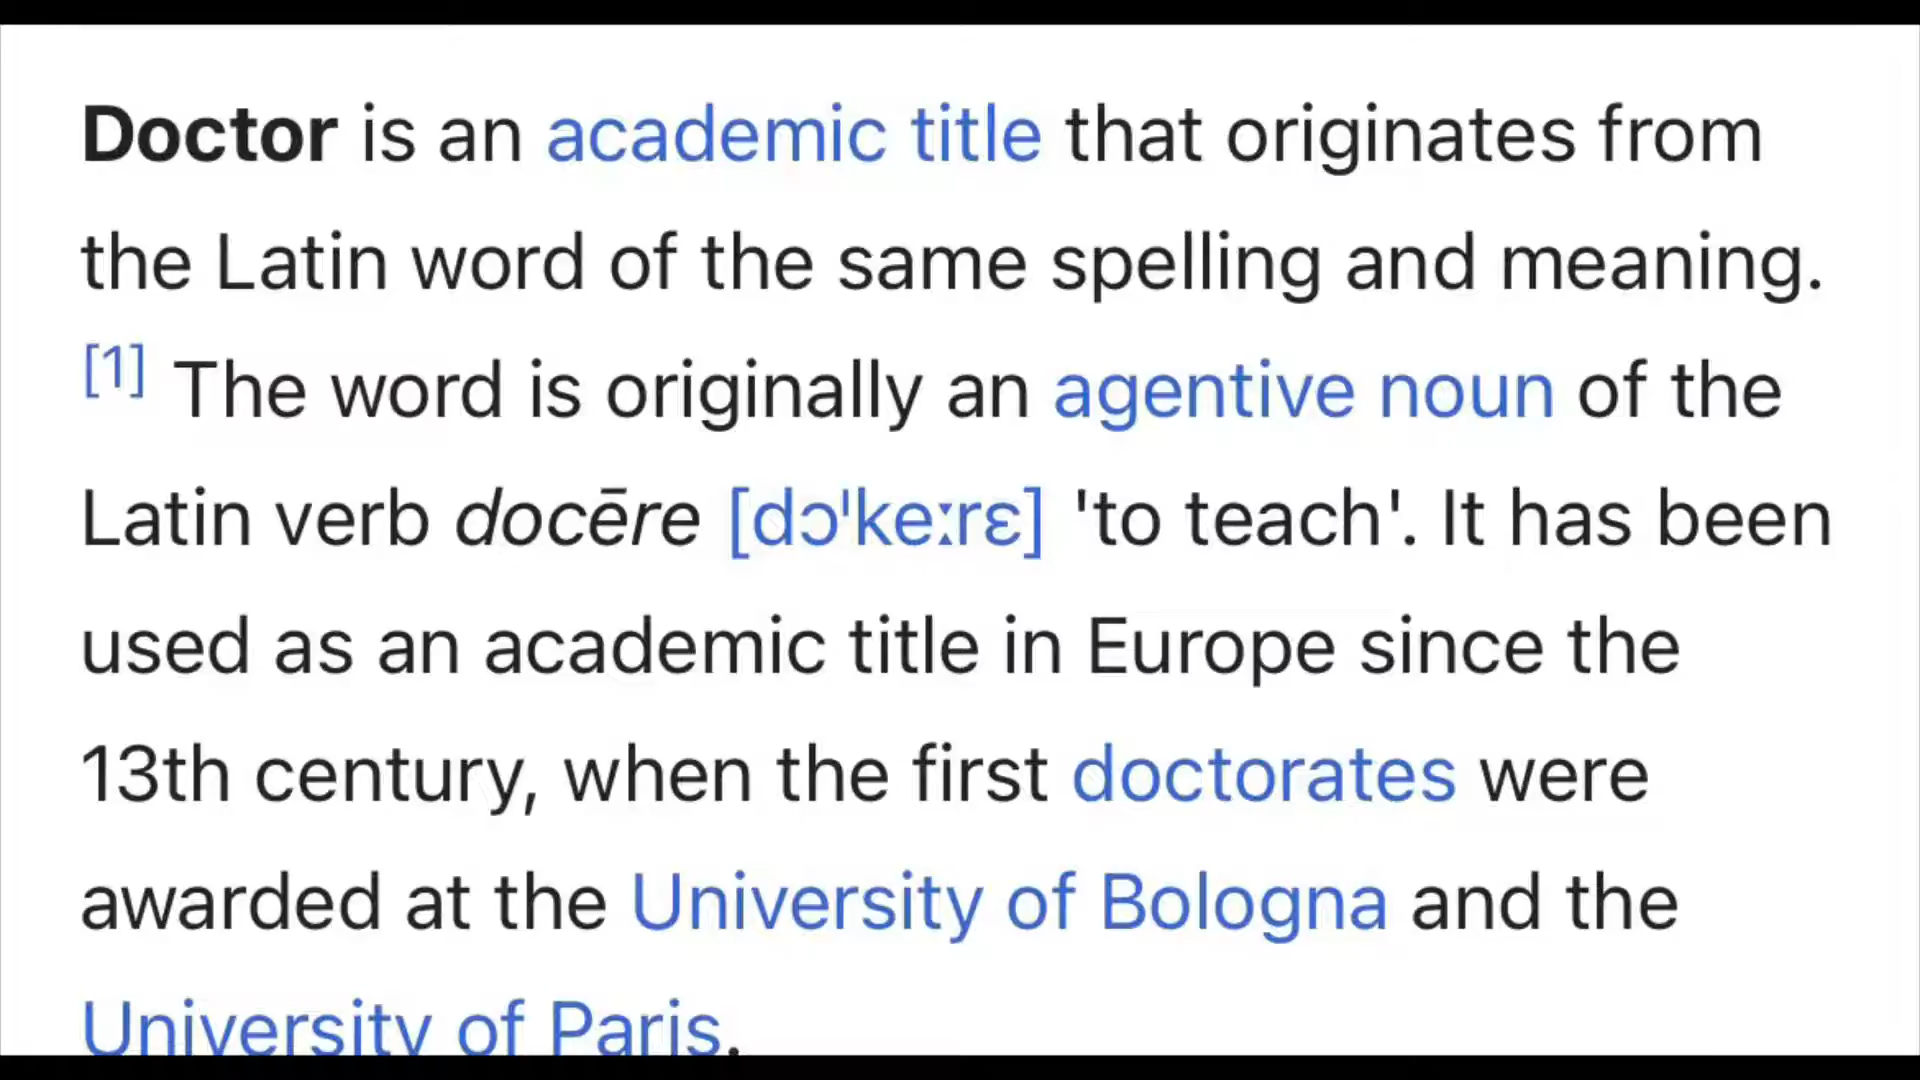 Doctor is an academic title that originates from
the Latin word of the same spelling and meaning.
[1] The word is originally an agentive noun of the
Latin verb docēre [dɔˈkeːrɛ] 'to teach'. It has been
used as an academic title in Europe since the
13th century, when the first doctorates were
awarded at the University of Bologna and the
University of Paris.